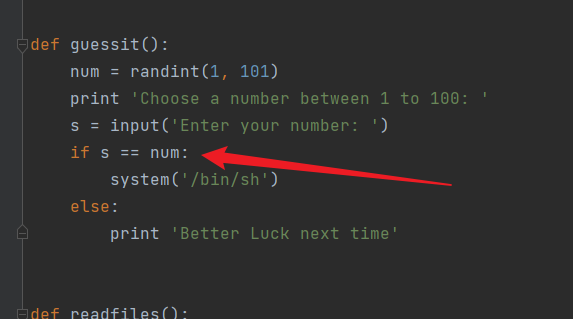 def guessit():
num = randint(1, 101)
print 'Choose a number between 1 to 100: '
s = input('Enter your number: ')
if s == num:
system('/bin/sh')
else:
print 'Better Luck next time'
def readfiles():